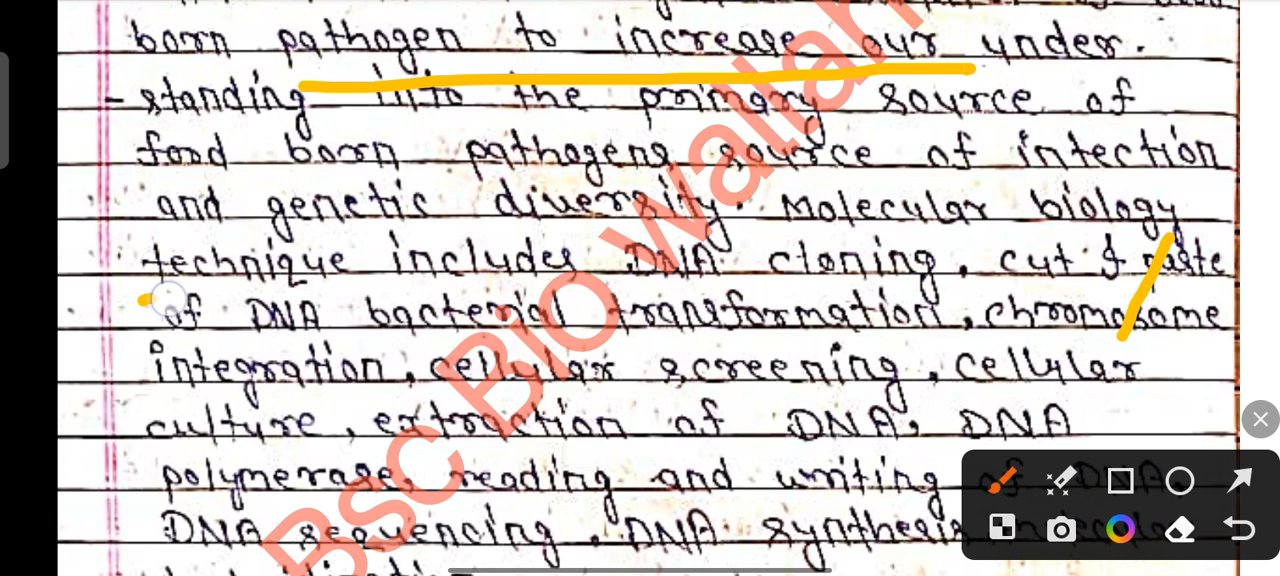 born pathogen to increase our under.
- standing into the primary source of
food born pathogens source of intection
and genetic diversity. Molecular biology
technique includes DNA cloning, cut & paste
of DNA bacterial transformation, chromosome
integration, cellular screening, cellular
culture, extraction of DNA, DNA
polymerase, reading and writing of DNA,
DNA sequencing, DNA synthesis
BSC Bio wallah